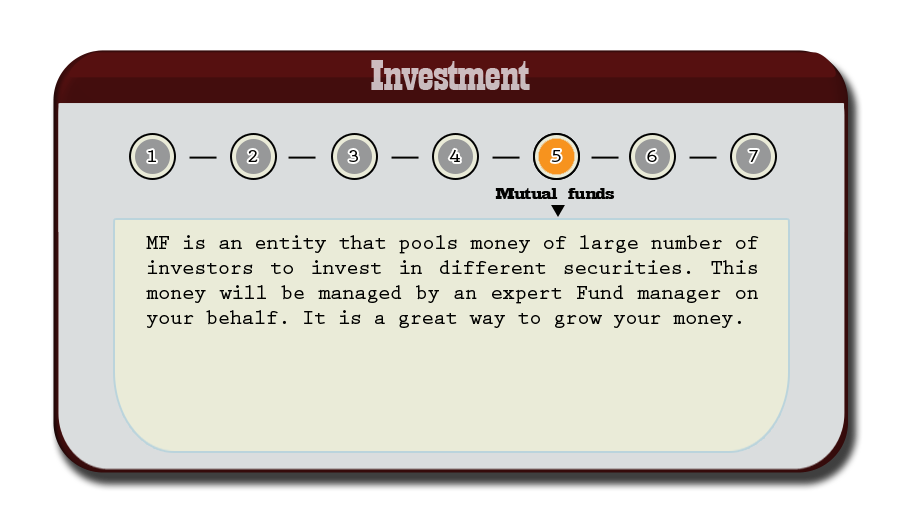 Investment
1 — 2 — 3 — 4 — 5 — 6 — 7
Mutual funds
MF is an entity that pools money of large number of
investors to invest in different securities. This
money will be managed by an expert Fund manager on
your behalf. It is a great way to grow your money.